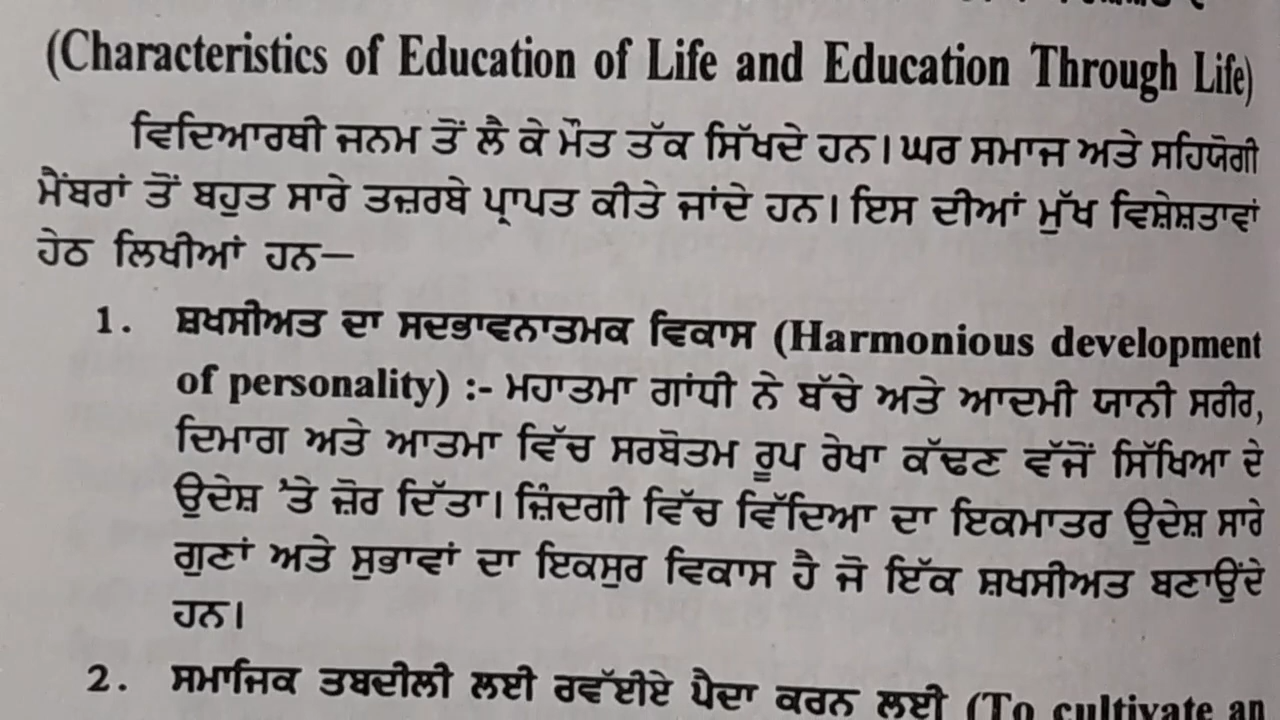 (Characteristics of Education of Life and Education Through Life)
ਵਿਦਿਆਰਥੀ ਜਨਮ ਤੋਂ ਲੈ ਕੇ ਮੌਤ ਤੱਕ ਸਿੱਖਦੇ ਹਨ। ਘਰ ਸਮਾਜ ਅਤੇ ਸਹਿਯੋਗੀ
ਮੈਂਬਰਾਂ ਤੋਂ ਬਹੁਤ ਸਾਰੇ ਤਜ਼ਰਬੇ ਪ੍ਰਾਪਤ ਕੀਤੇ ਜਾਂਦੇ ਹਨ। ਇਸ ਦੀਆਂ ਮੁੱਖ ਵਿਸ਼ੇਸ਼ਤਾਵਾਂ
ਹੇਠ ਲਿਖੀਆਂ ਹਨ—
1. ਸ਼ਖਸੀਅਤ ਦਾ ਸਦਭਾਵਨਾਤਮਕ ਵਿਕਾਸ (Harmonious development
of personality) :- ਮਹਾਤਮਾ ਗਾਂਧੀ ਨੇ ਬੱਚੇ ਅਤੇ ਆਦਮੀ ਯਾਨੀ ਸਰੀਰ,
ਦਿਮਾਗ ਅਤੇ ਆਤਮਾ ਵਿੱਚ ਸਰਬੋਤਮ ਰੂਪ ਰੇਖਾ ਕੱਢਣ ਵੱਜੋਂ ਸਿੱਖਿਆ ਦੇ
ਉਦੇਸ਼ 'ਤੇ ਜ਼ੋਰ ਦਿੱਤਾ। ਜ਼ਿੰਦਗੀ ਵਿੱਚ ਵਿੱਦਿਆ ਦਾ ਇਕਮਾਤਰ ਉਦੇਸ਼ ਸਾਰੇ
ਗੁਣਾਂ ਅਤੇ ਸੁਭਾਵਾਂ ਦਾ ਇਕਸੁਰ ਵਿਕਾਸ ਹੈ ਜੋ ਇੱਕ ਸ਼ਖਸੀਅਤ ਬਣਾਉਂਦੇ
ਹਨ।
2. ਸਮਾਜਿਕ ਤਬਦੀਲੀ ਲਈ ਰਵੱਈਏ ਪੈਦਾ ਕਰਨ ਲਈ (To cultivate an